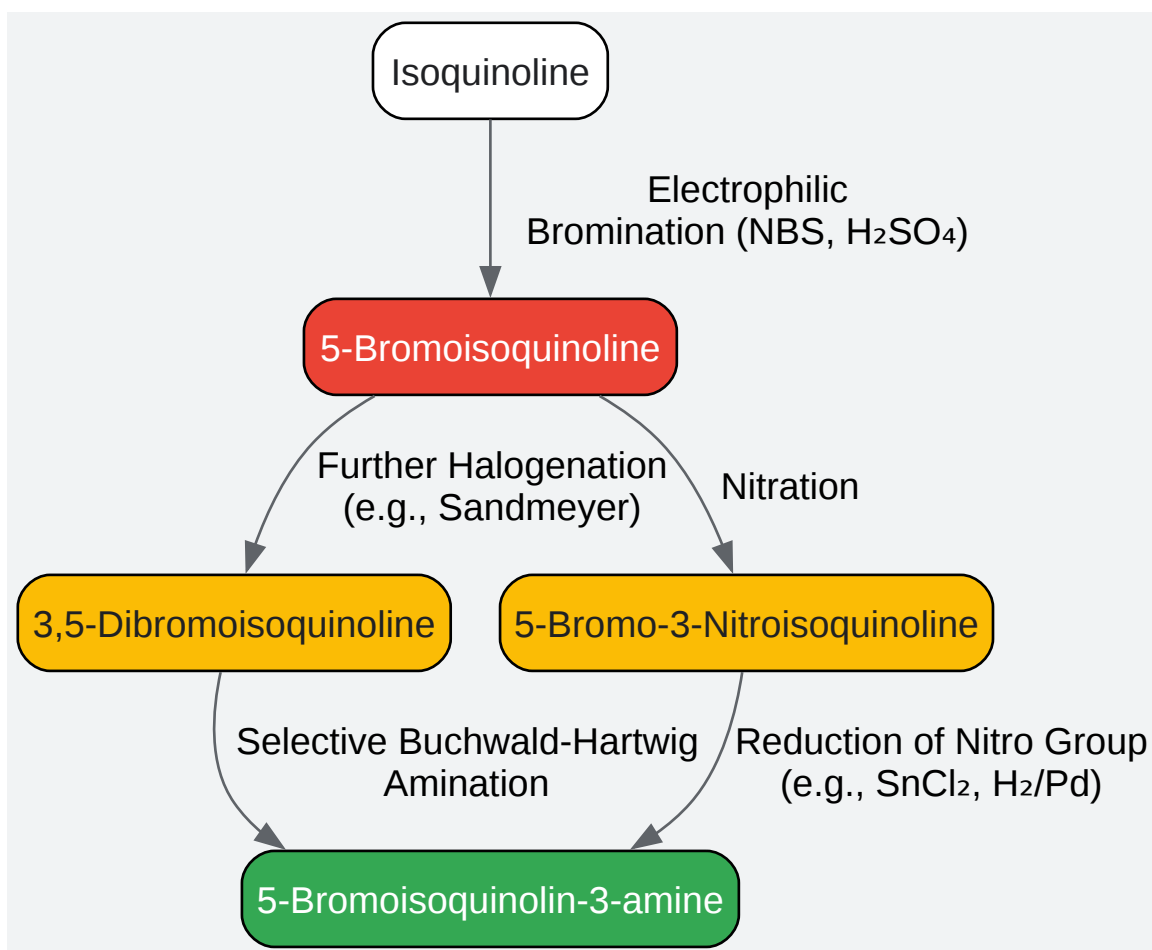 Isoquinoline
Electrophilic
Bromination (NBS, H₂SO₄)
5-Bromoisoquinoline
Further Halogenation
(e.g., Sandmeyer)
Nitration
3,5-Dibromoisoquinoline
5-Bromo-3-Nitroisoquinoline
Selective Buchwald-Hartwig
Amination
Reduction of Nitro Group
(e.g., SnCl₂, H₂/Pd)
5-Bromoisoquinolin-3-amine